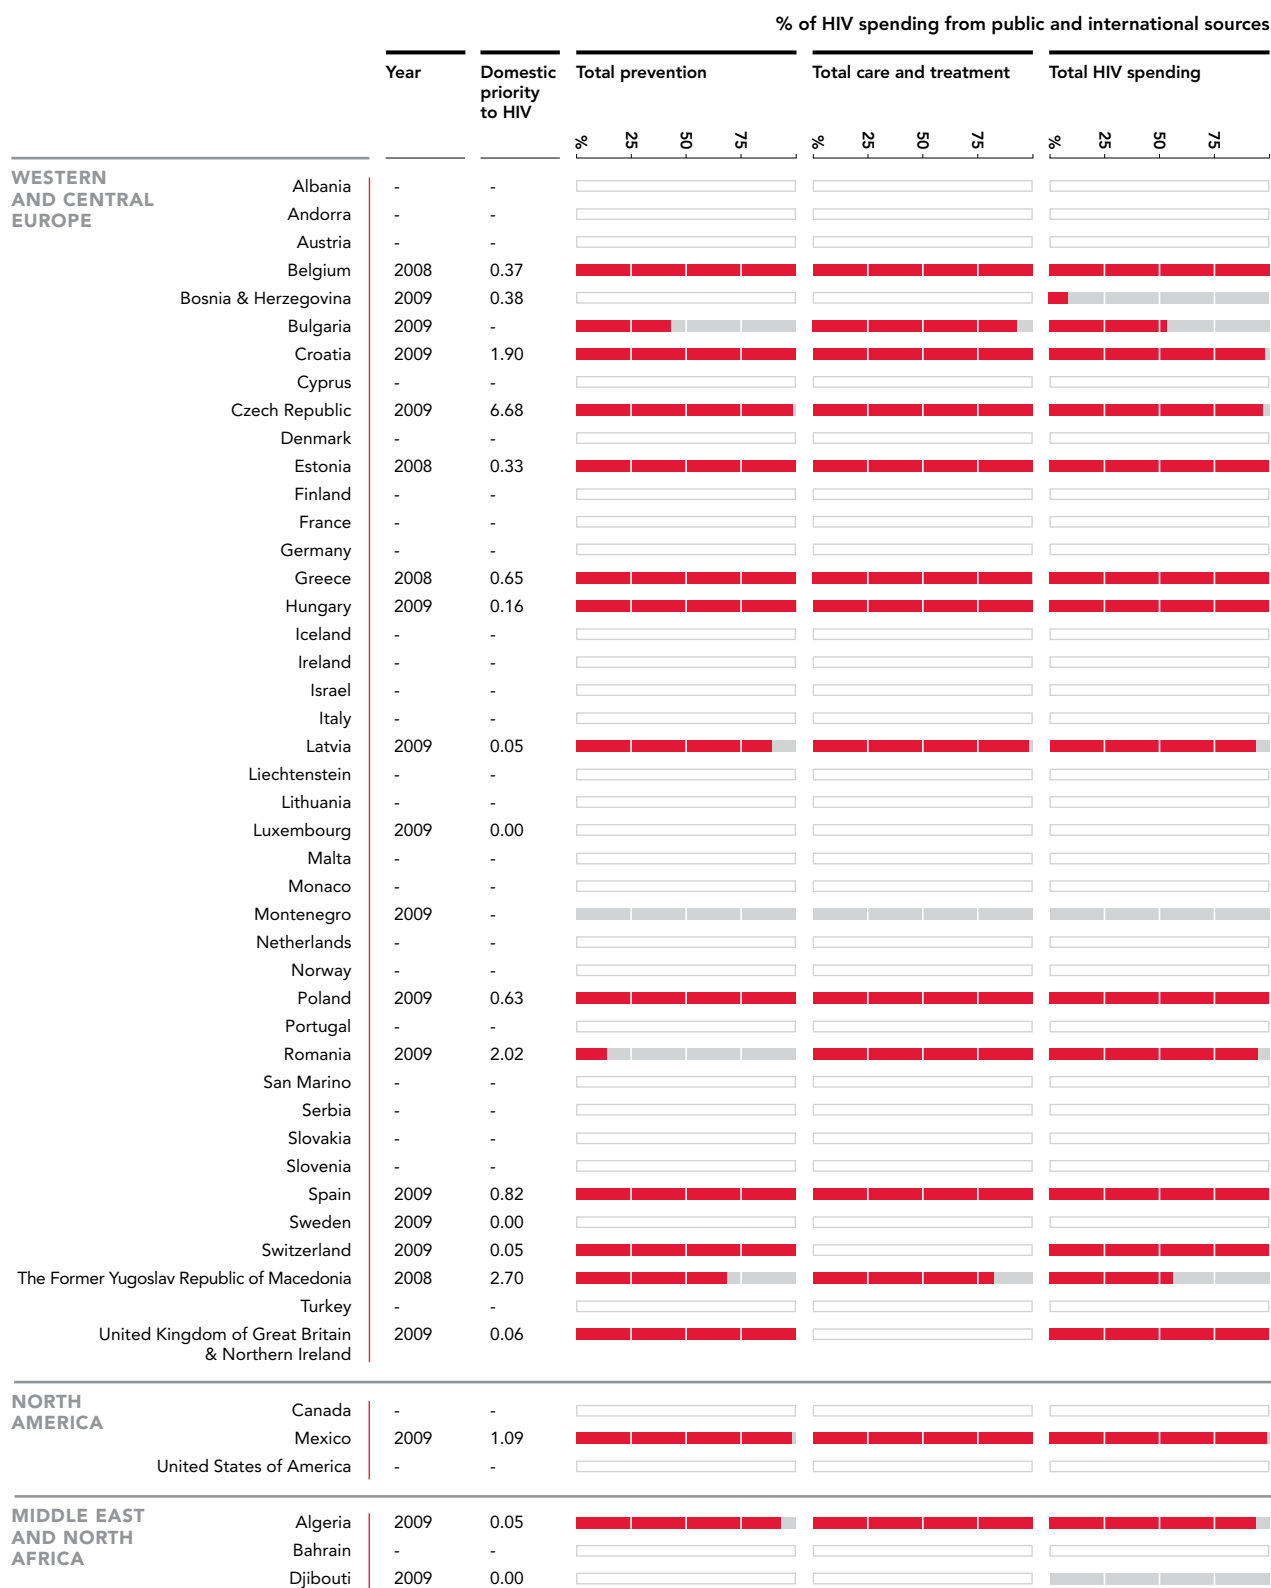 % of HIV spending from public and international sources
Year Domestic priority to HIV Total prevention Total care and treatment Total HIV spending
% 25 50 75 % 25 50 75 % 25 50 75
WESTERN
AND CENTRAL
EUROPE
Albania - -
Andorra - -
Austria - -
Belgium 2008 0.37
Bosnia & Herzegovina 2009 0.38
Bulgaria 2009 -
Croatia 2009 1.90
Cyprus - -
Czech Republic 2009 6.68
Denmark - -
Estonia 2008 0.33
Finland - -
France - -
Germany - -
Greece 2008 0.65
Hungary 2009 0.16
Iceland - -
Ireland - -
Israel - -
Italy - -
Latvia 2009 0.05
Liechtenstein - -
Lithuania - -
Luxembourg 2009 0.00
Malta - -
Monaco - -
Montenegro 2009 -
Netherlands - -
Norway - -
Poland 2009 0.63
Portugal - -
Romania 2009 2.02
San Marino - -
Serbia - -
Slovakia - -
Slovenia - -
Spain 2009 0.82
Sweden 2009 0.00
Switzerland 2009 0.05
The Former Yugoslav Republic of Macedonia 2008 2.70
Turkey - -
United Kingdom of Great Britain 2009 0.06
& Northern Ireland
NORTH
AMERICA
Canada - -
Mexico 2009 1.09
United States of America - -
MIDDLE EAST
AND NORTH
AFRICA
Algeria 2009 0.05
Bahrain - -
Djibouti 2009 0.00